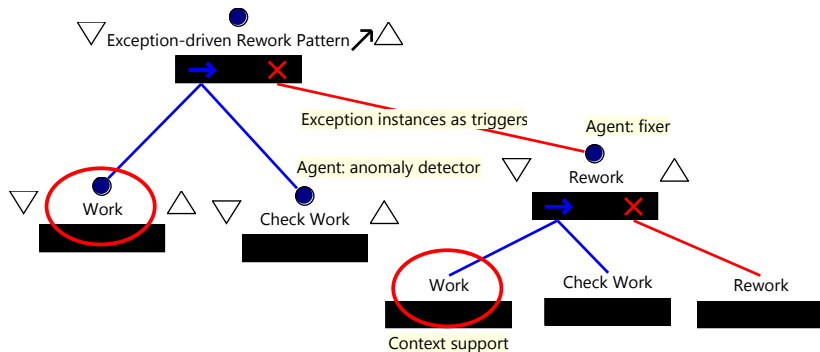 Exception-driven Rework Pattern
Exception instances as triggers
Agent: fixer
Agent: anomaly detector
Rework
Work
Check Work
Work
Check Work
Rework
Context support